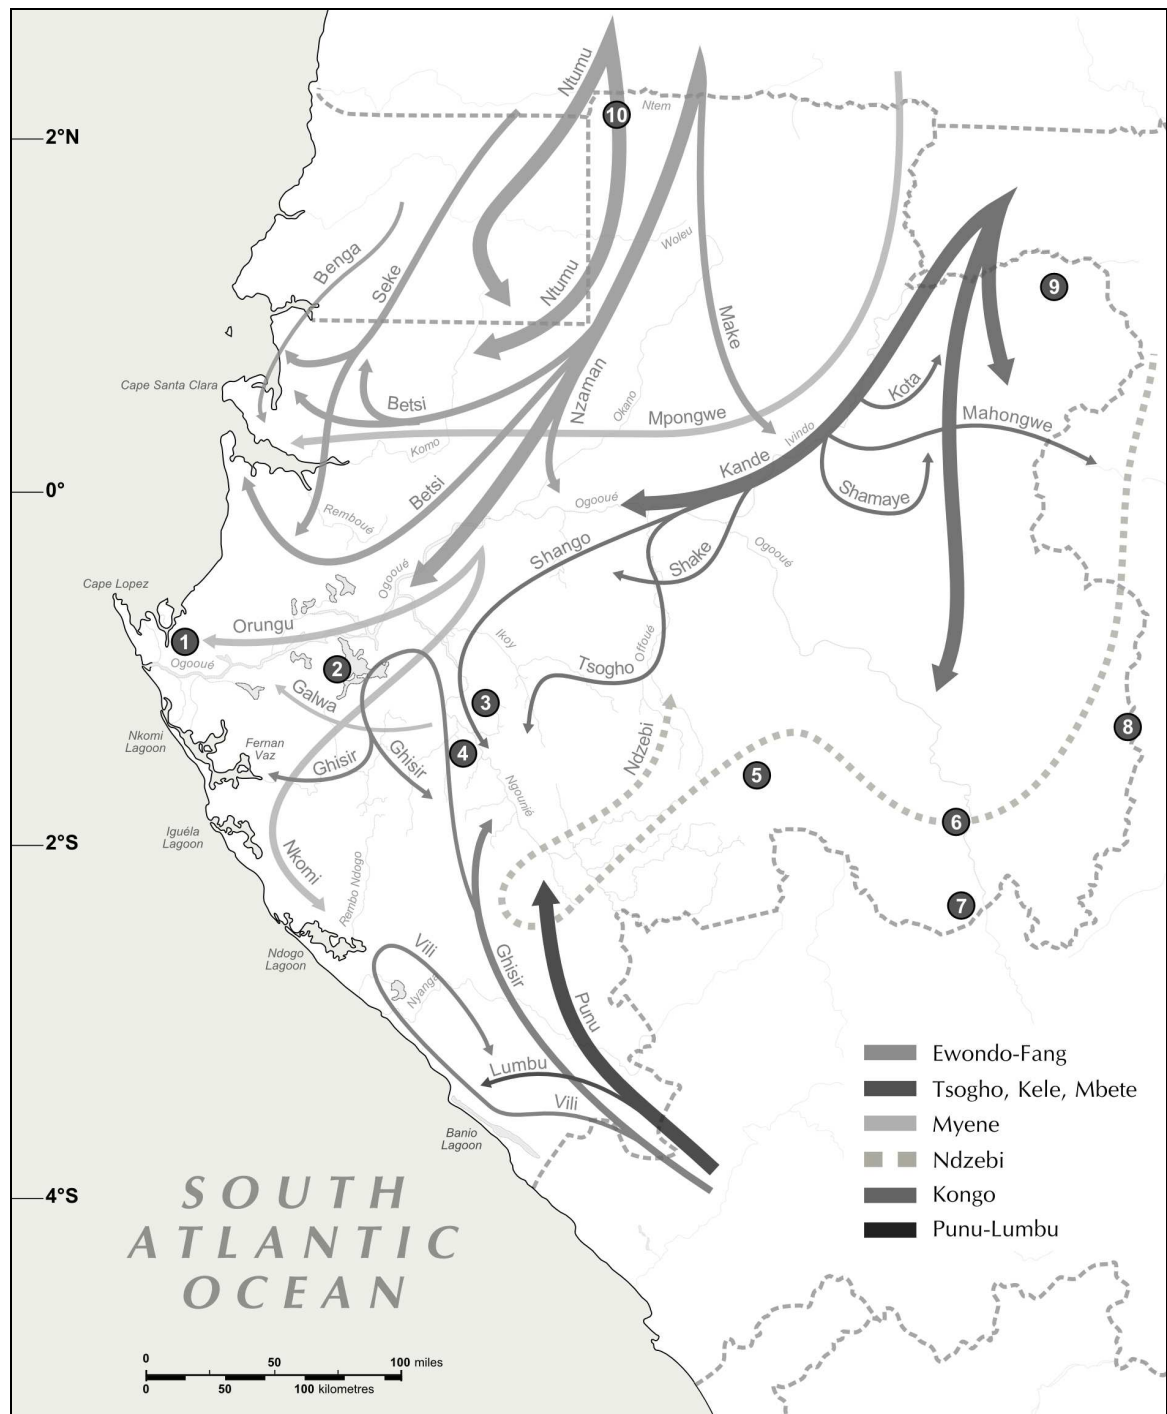 Ntumu
10
Ntem
2°N
Benga
Seke
Ntumu
Woleu
9
Make
Nzaman
Cape Santa Clara
Betsi
Okano
Mpongwe
Kota
Mahongwe
Ivindo
Komo
Kande
0°
Betsi
Shamaye
Ogooué
Remboué
Shango
Shake
Ogooué
Ogooué
Cape Lopez
Orungu
1
Ikoy
Offoué
Ogooué
2
Tsogho
Galwa
3
8
Nkomi
Lagoon
Fernan
Vaz
Ghisir
Ghisir
4
Ndzebi
5
Ngounié
6
Iguéla
Lagoon
2°S
Nkomi
Rembo Ndogo
7
Ndogo
Lagoon
Vili
Ghisir
Nyanga
Punu
Lumbu
Vili
Banio
Lagoon
Ewondo-Fang
Tsogho, Kele, Mbete
Myene
Ndzebi
Kongo
Punu-Lumbu
4°S
SOUTH
ATLANTIC
OCEAN
0 50 100 miles
0 50 100 kilometres